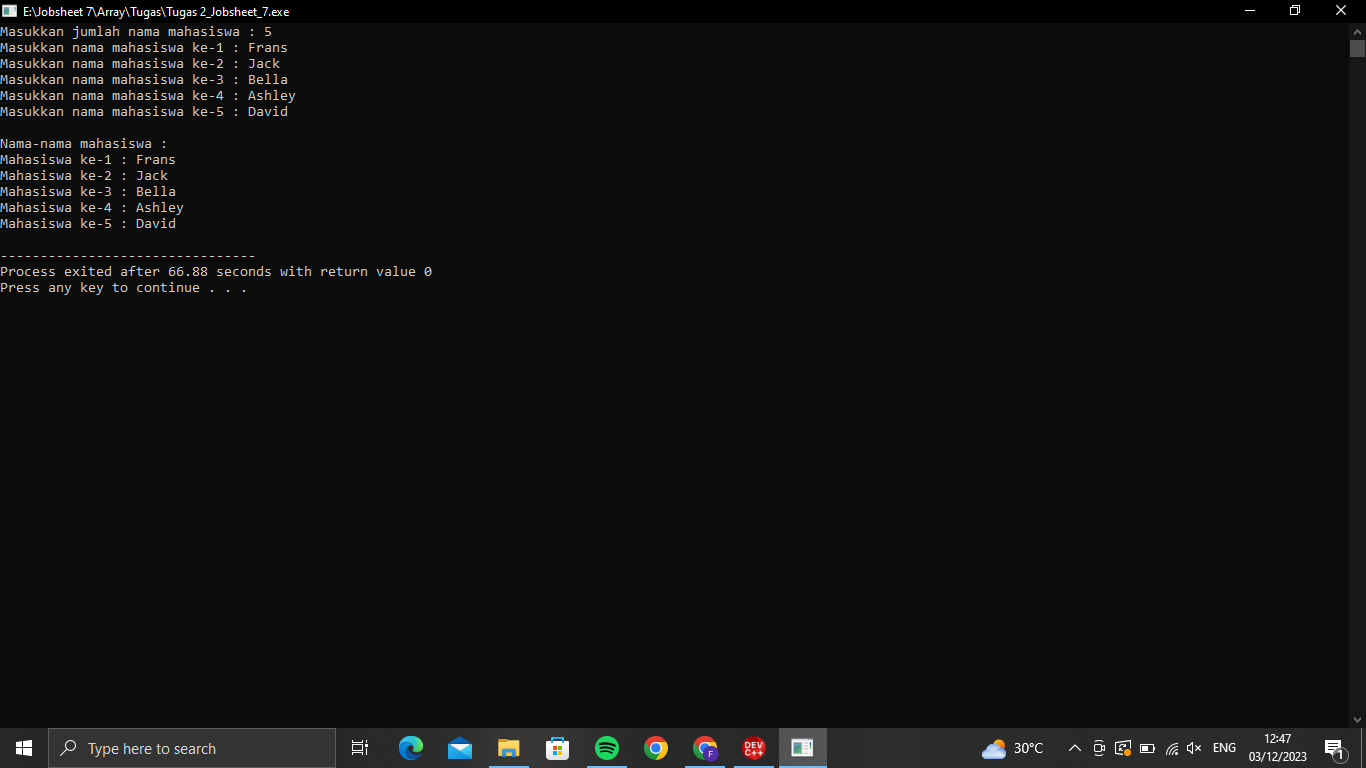 E:\Jobsheet 7\Array\Tugas\Tugas 2_Jobsheet_7.exe
Masukkan jumlah nama mahasiswa : 5
Masukkan nama mahasiswa ke-1 : Frans
Masukkan nama mahasiswa ke-2 : Jack
Masukkan nama mahasiswa ke-3 : Bella
Masukkan nama mahasiswa ke-4 : Ashley
Masukkan nama mahasiswa ke-5 : David
Nama-nama mahasiswa :
Mahasiswa ke-1 : Frans
Mahasiswa ke-2 : Jack
Mahasiswa ke-3 : Bella
Mahasiswa ke-4 : Ashley
Mahasiswa ke-5 : David
--------------------------------
Process exited after 66.88 seconds with return value 0
Press any key to continue . . .
Type here to search
F
DEV
C++
30°C
ENG
12:47
03/12/2023
1